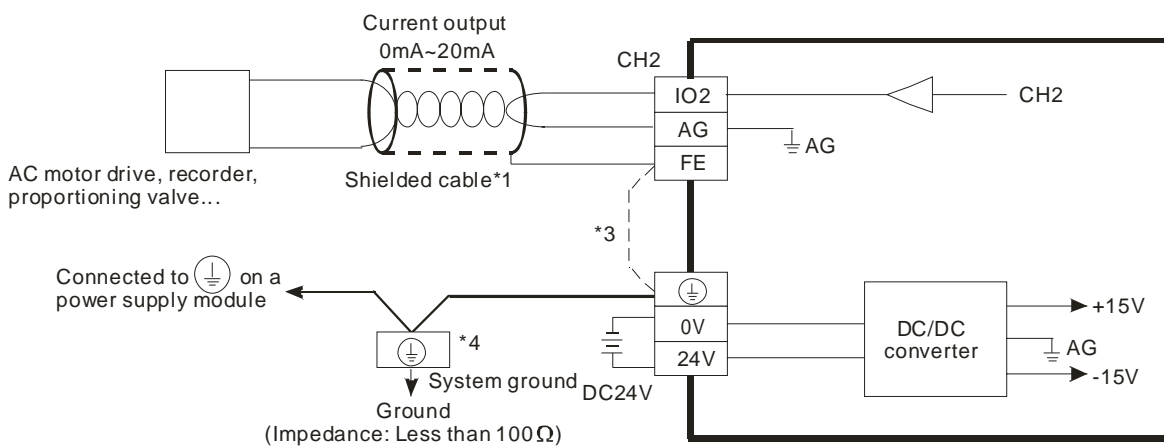 Current output
0mA~20mA
CH2
IO2
CH2
AG
AG
FE
AC motor drive, recorder,
proportioning valve...
Shielded cable*1
*3
Connected to on a
power supply module
*4
System ground
Ground
(Impedance: Less than 100Ω)
0V
24V
DC24V
DC/DC
converter
+15V
AG
-15V